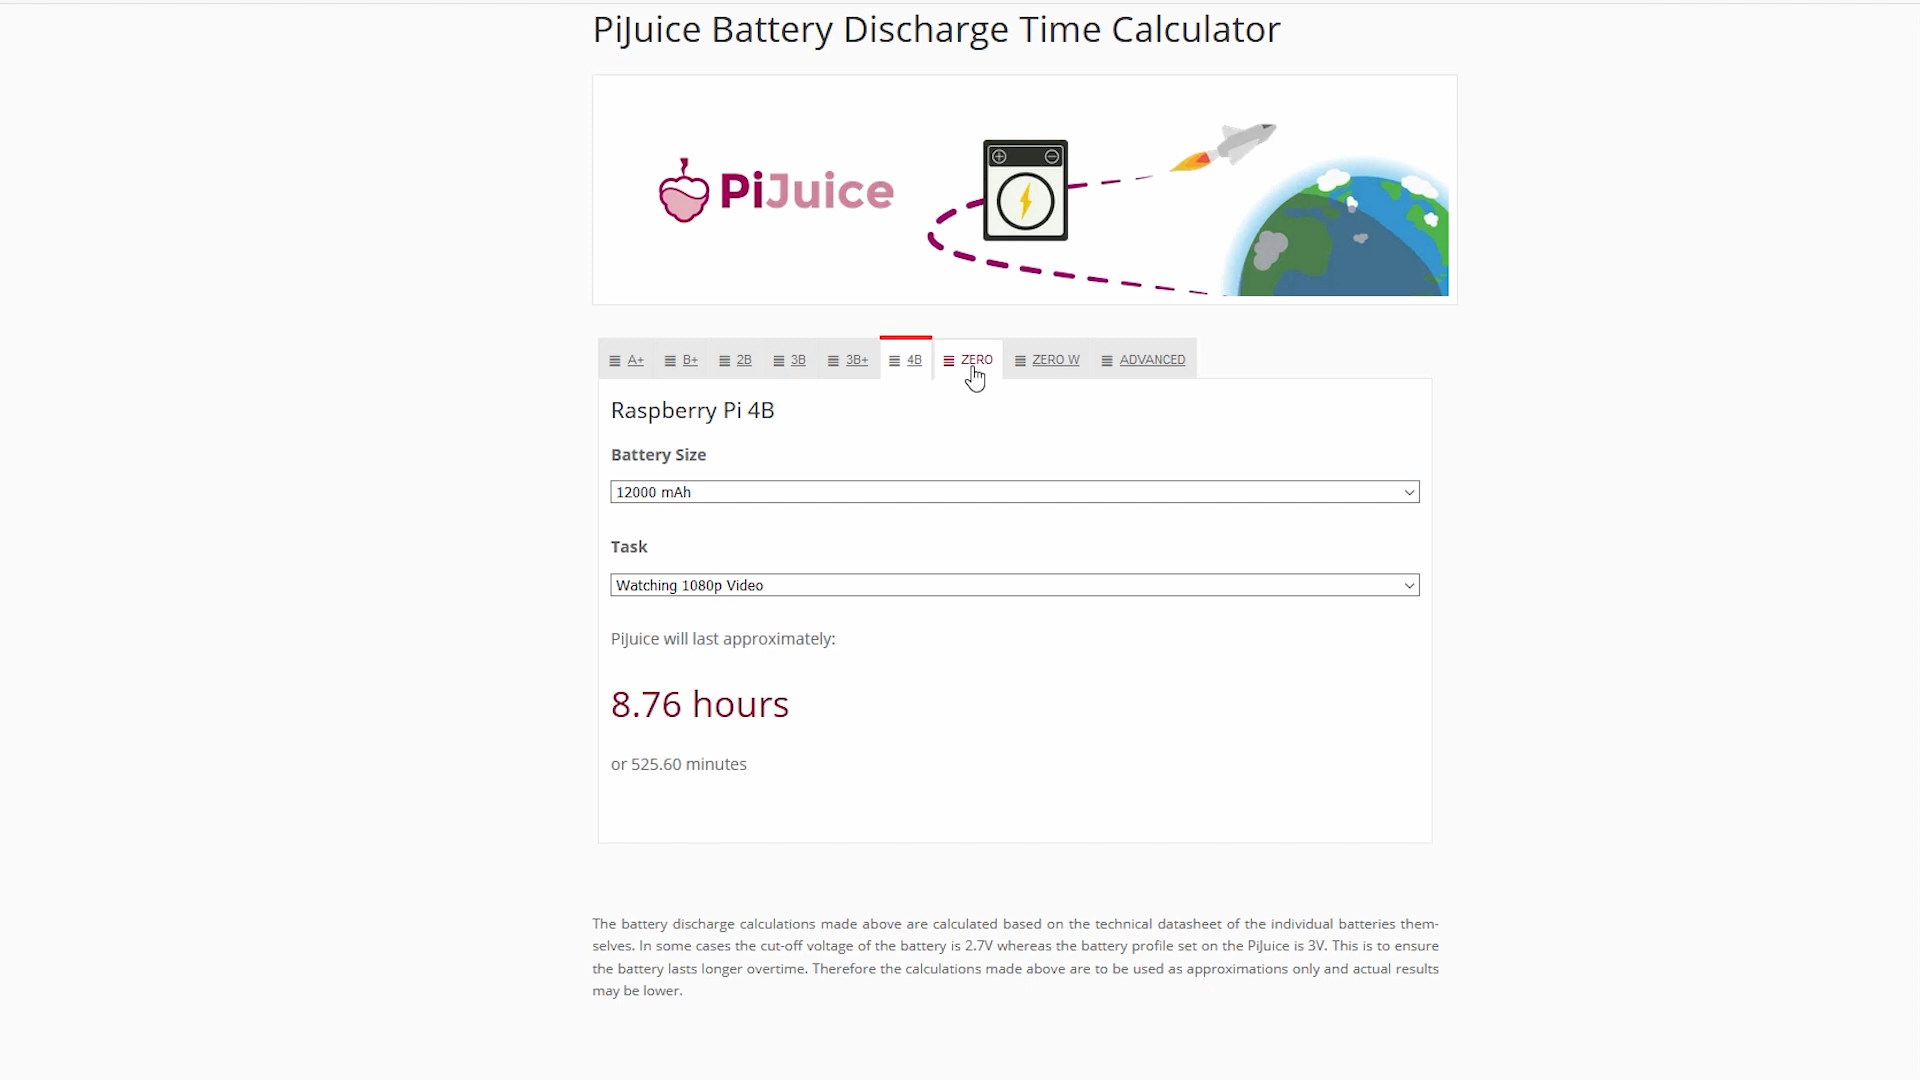 PiJuice Battery Discharge Time Calculator
PiJuice
A+ B+ 2B 3B 3B+ 4B ZERO ZERO W ADVANCED
Raspberry Pi 4B
Battery Size
12000 mAh
Task
Watching 1080p Video
PiJuice will last approximately:
8.76 hours
or 525.60 minutes
The battery discharge calculations made above are calculated based on the technical datasheet of the individual batteries them-
selves. In some cases the cut-off voltage of the battery is 2.7V whereas the battery profile set on the PiJuice is 3V. This is to ensure
the battery lasts longer overtime. Therefore the calculations made above are to be used as approximations only and actual results
may be lower.